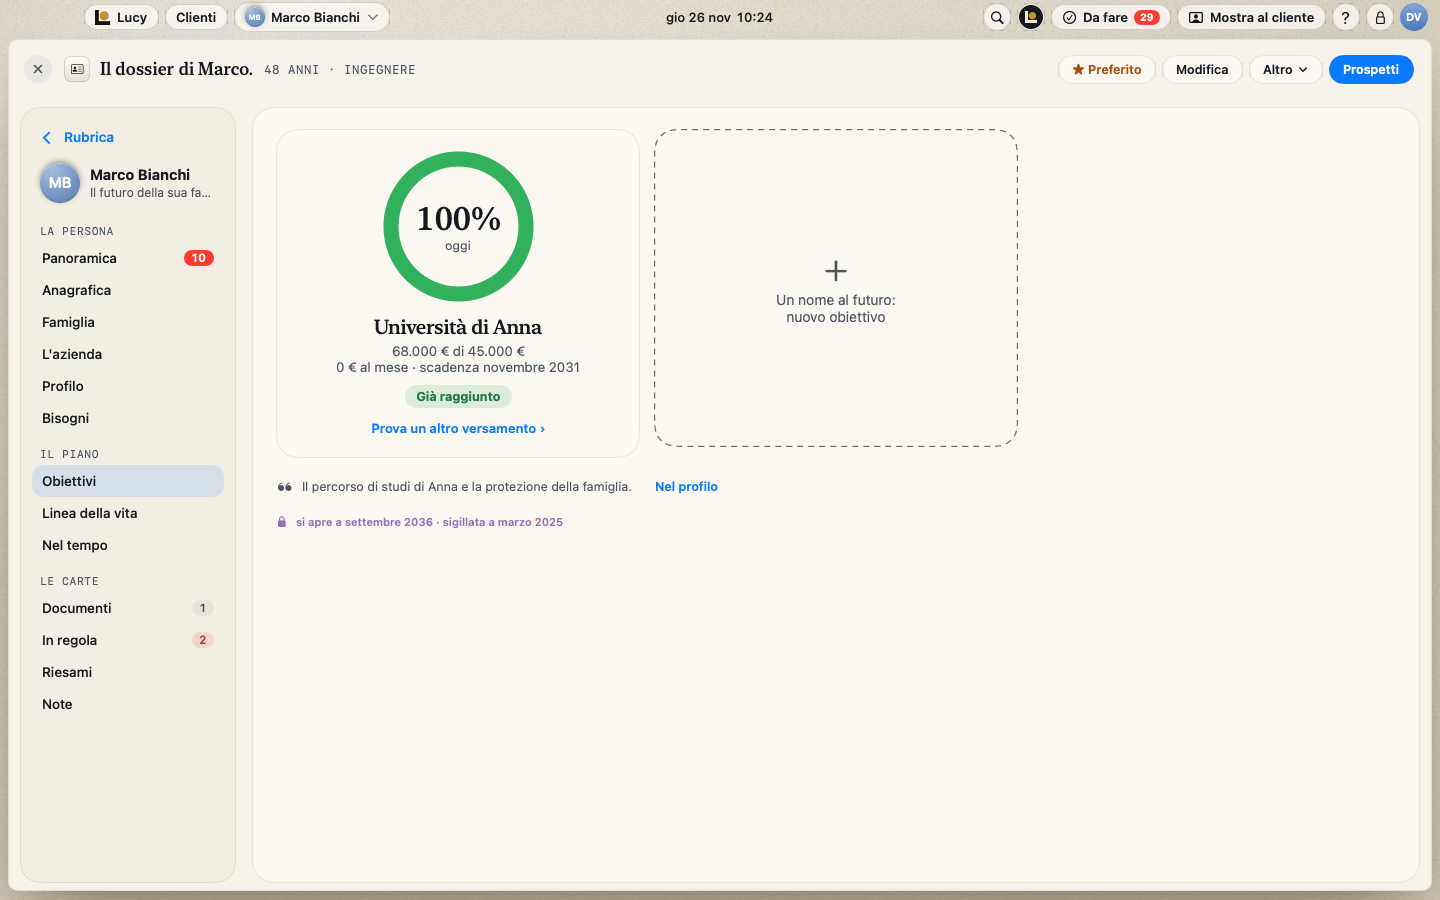 Lucy
Clienti
MB Marco Bianchi
gio 26 nov 10:24
Da fare 29
Mostra al cliente
?
DV
Il dossier di Marco. 48 ANNI · INGEGNERE
Preferito
Modifica
Altro
Prospetti
Rubrica
MB
Marco Bianchi
Il futuro della sua fa...
LA PERSONA
Panoramica 10
Anagrafica
Famiglia
L'azienda
Profilo
Bisogni
IL PIANO
Obiettivi
Linea della vita
Nel tempo
LE CARTE
Documenti 1
In regola 2
Riesami
Note
100%
oggi
Università di Anna
68.000 € di 45.000 €
0 € al mese · scadenza novembre 2031
Già raggiunto
Prova un altro versamento ›
Un nome al futuro:
nuovo obiettivo
Il percorso di studi di Anna e la protezione della famiglia. Nel profilo
si apre a settembre 2036 · sigillata a marzo 2025